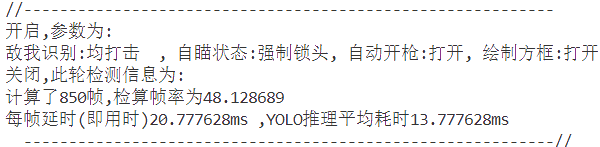 //----------------------------------------------------------
开启,参数为:
敌我识别:均打击  , 自瞄状态:强制锁头, 自动开枪:打开, 绘制方框:打开
关闭,此轮检测信息为:
计算了850帧,检算帧率为48.128689
每帧延时(即用时)20.777628ms ,YOLO推理平均耗时13.777628ms
----------------------------------------------------------//